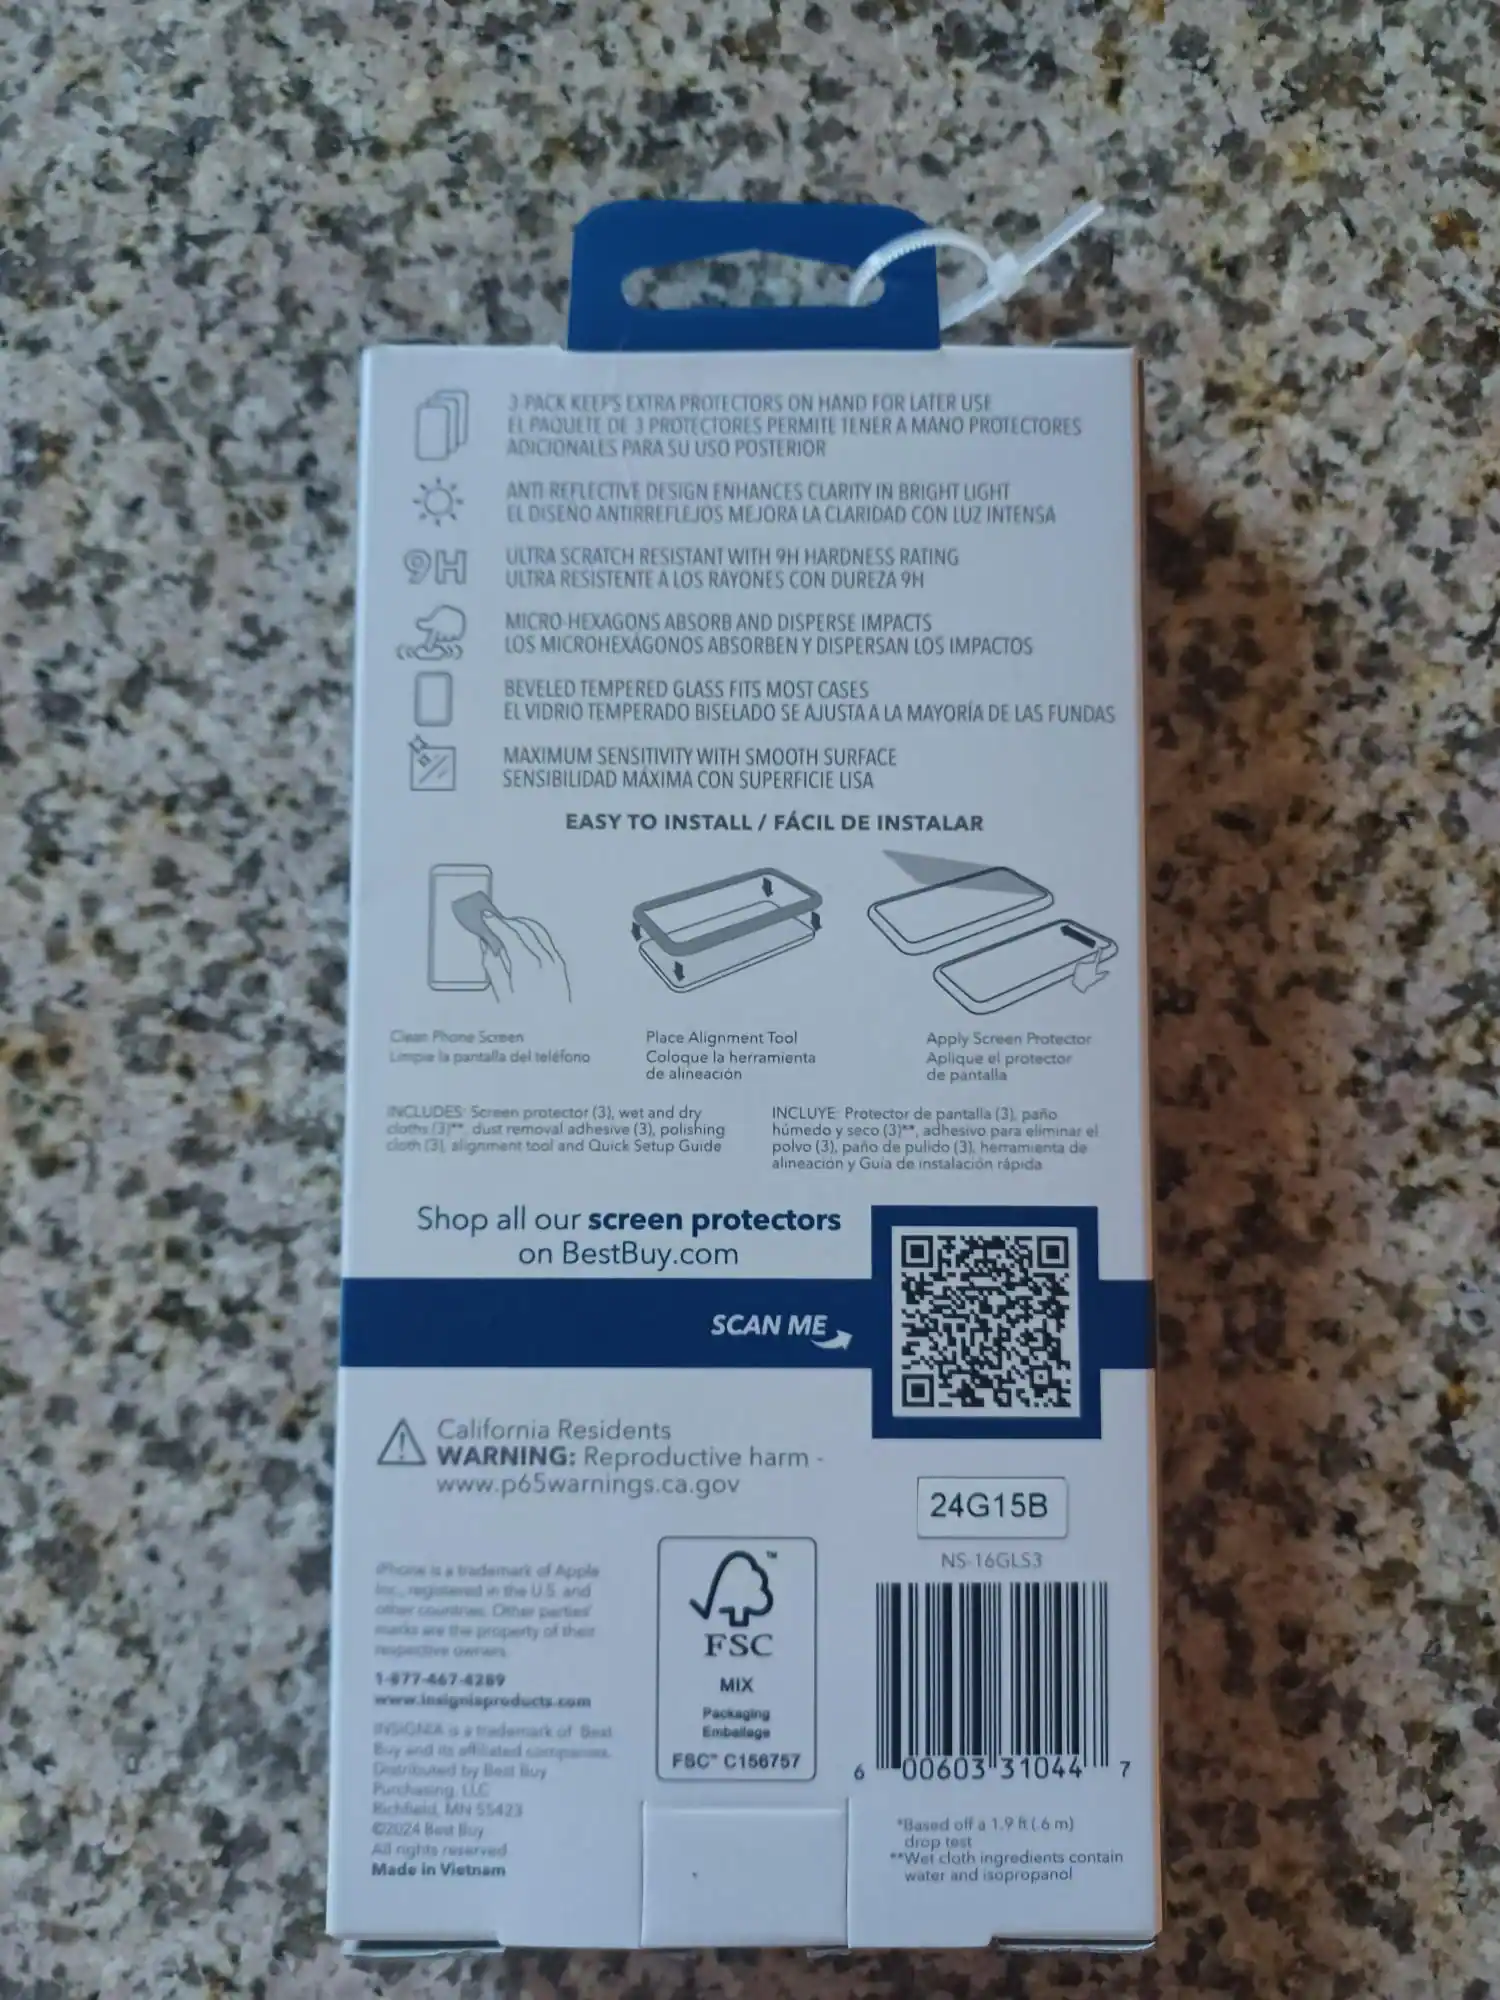 3-PACK KEEPS EXTRA PROTECTORS ON HAND FOR LATER USE
EL PAQUETE DE 3 PROTECTORES PERMITE TENER A MANO PROTECTORES
ADICIONALES PARA SU USO POSTERIOR
ANTI REFLECTIVE DESIGN ENHANCES CLARITY IN BRIGHT LIGHT
EL DISEÑO ANTIRREFLEJOS MEJORA LA CLARIDAD CON LUZ INTENSA
9H
ULTRA SCRATCH RESISTANT WITH 9H HARDNESS RATING
ULTRA RESISTENTE A LOS RAYONES CON DUREZA 9H
MICRO-HEXAGONS ABSORB AND DISPERSE IMPACTS
LOS MICROHEXÁGONOS ABSORBEN Y DISPERSAN LOS IMPACTOS
BEVELED TEMPERED GLASS FITS MOST CASES
EL VIDRIO TEMPERADO BISELADO SE AJUSTA A LA MAYORÍA DE LAS FUNDAS
MAXIMUM SENSITIVITY WITH SMOOTH SURFACE
SENSIBILIDAD MÁXIMA CON SUPERFICIE LISA
EASY TO INSTALL / FÁCIL DE INSTALAR
Clean Phone Screen
Limpie la pantalla del teléfono
Place Alignment Tool
Coloque la herramienta
de alineación
Apply Screen Protector
Aplique el protector
de pantalla
INCLUDES: Screen protector (3), wet and dry
cloths (3)**, dust removal adhesive (3), polishing
cloth (3), alignment tool and Quick Setup Guide
INCLUYE: Protector de pantalla (3), paño
húmedo y seco (3)**, adhesivo para eliminar el
polvo (3), paño de pulido (3), herramienta de
alineación y Guía de instalación rápida
Shop all our screen protectors
on BestBuy.com
SCAN ME
California Residents
WARNING: Reproductive harm -
www.p65warnings.ca.gov
24G15B
NS-16GLS3
iPhone is a trademark of Apple
Inc., registered in the U.S. and
other countries. Other parties'
marks are the property of their
respective owners.
1-877-467-4289
www.insigniaproducts.com
INSIGNIA is a trademark of Best
Buy and its affiliated companies.
Distributed by Best Buy
Purchasing, LLC
Richfield, MN 55423
©2024 Best Buy
All rights reserved
Made in Vietnam
™
FSC
MIX
Packaging
Emballage
FSC™ C156757
6 00603 31044 7
*Based off a 1.9 ft (.6 m)
drop test
**Wet cloth ingredients contain
water and isopropanol